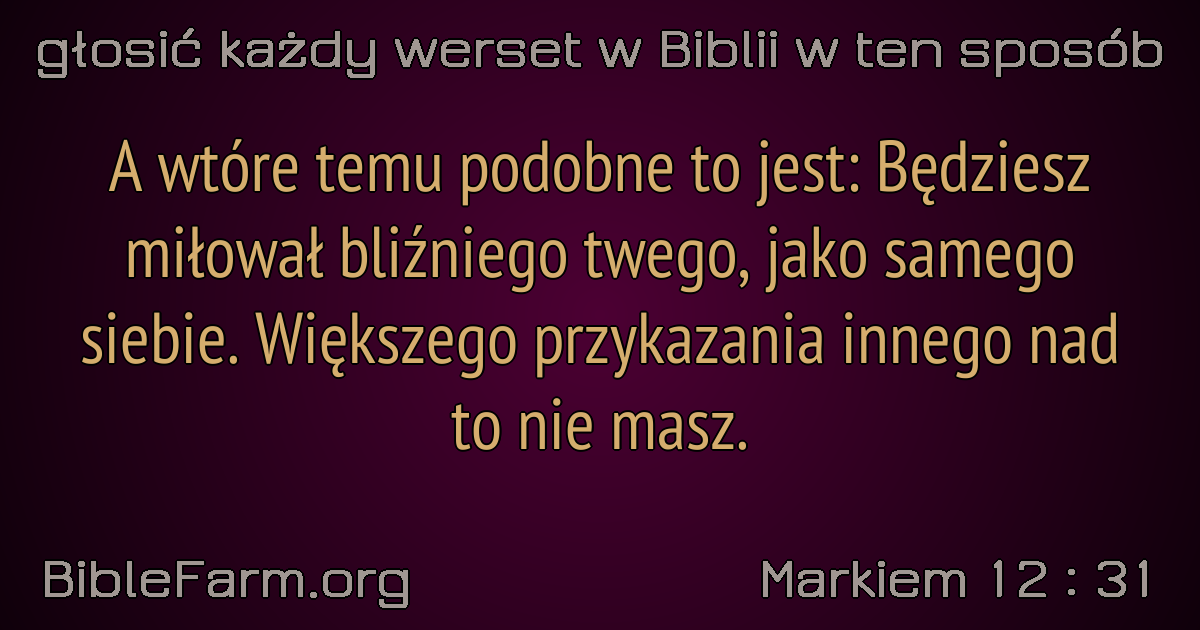 głosić każdy werset w Biblii w ten sposób
A wtóre temu podobne to jest: Będziesz
miłował bliźniego twego, jako samego
siebie. Większego przykazania innego nad
to nie masz.
BibleFarm.org
Markiem 12 : 31